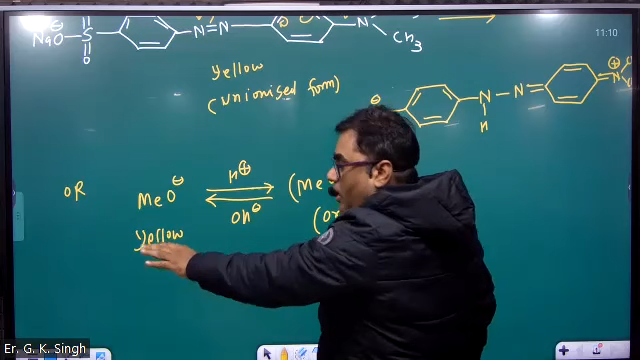 11:10
NaO S N=N N
O
CH3
yellow
(unionised form)
⊖ N - N = = N ⊕
H
OR MeO⊖ H⊕ (Me
OH⊖ (or
yellow
Er. G. K. Singh